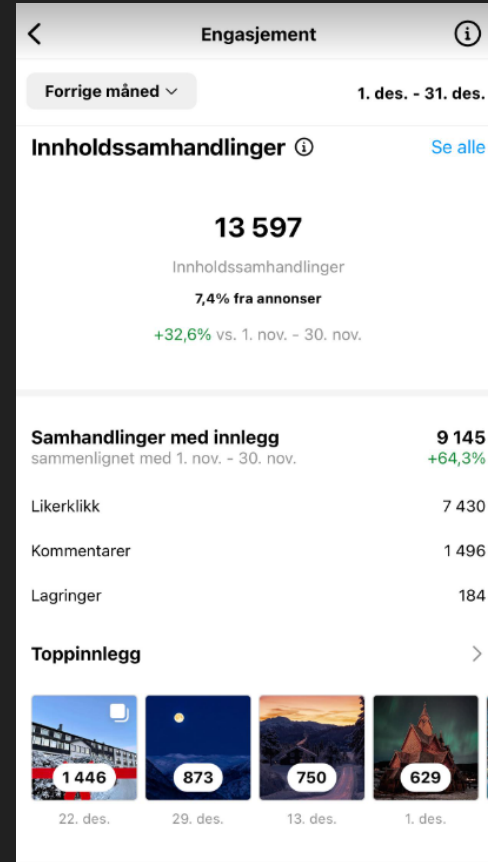 Engasjement
Forrige måned
1. des. - 31. des.
Innholdssamhandlinger
Se alle
13 597
Innholdssamhandlinger
7,4% fra annonser
+32,6% vs. 1. nov. - 30. nov.
Samhandlinger med innlegg 9 145
sammenlignet med 1. nov. - 30. nov. +64,3%
Likerklikk 7 430
Kommentarer 1 496
Lagringer 184
Toppinnlegg
1 446 873 750 629
22. des. 29. des. 13. des. 1. des.